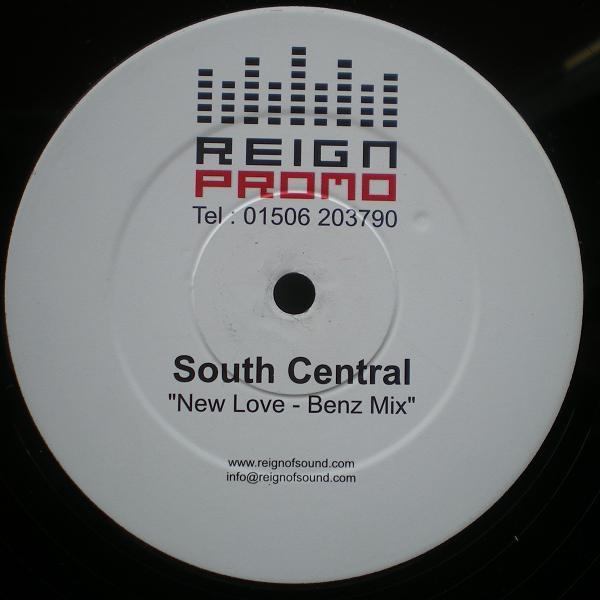 REIGN
PROMO
Tel : 01506 203790
South Central
"New Love - Benz Mix"
www.reignofsound.com
info@reignofsound.com